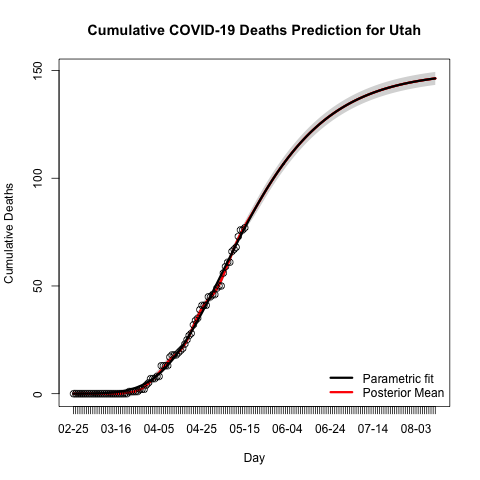 Cumulative COVID-19 Deaths Prediction for Utah
Cumulative Deaths
150
100
50
0
Parametric fit
Posterior Mean
02-25 03-16 04-05 04-25 05-15 06-04 06-24 07-14 08-03
Day